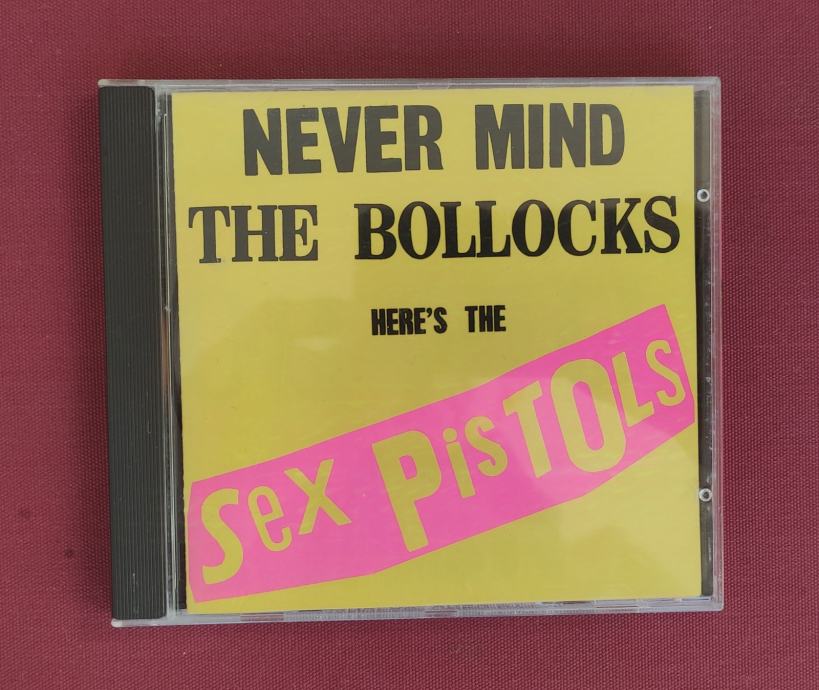 NEVER MIND
THE BOLLOCKS
HERE'S THE
Sex PiSTOLS